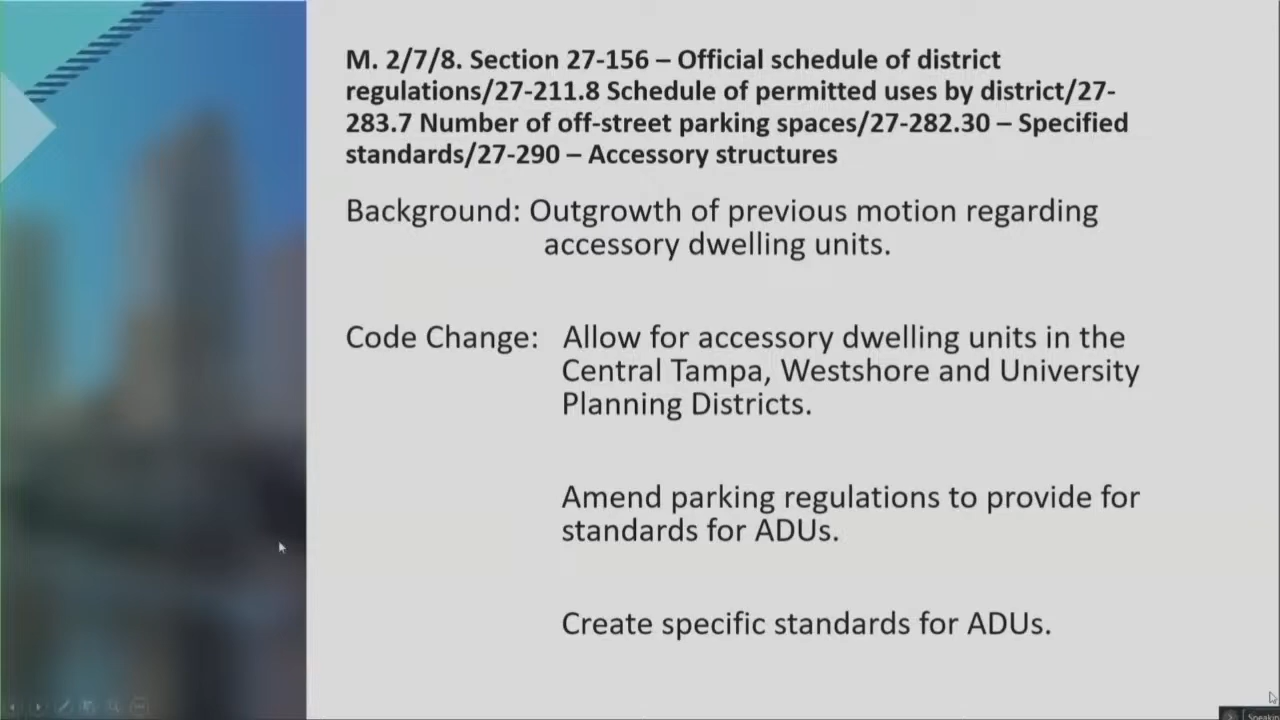 M. 2/7/8. Section 27-156 – Official schedule of district
regulations/27-211.8 Schedule of permitted uses by district/27-
283.7 Number of off-street parking spaces/27-282.30 – Specified
standards/27-290 – Accessory structures
Background: Outgrowth of previous motion regarding
accessory dwelling units.
Code Change: Allow for accessory dwelling units in the
Central Tampa, Westshore and University
Planning Districts.
Amend parking regulations to provide for
standards for ADUs.
Create specific standards for ADUs.